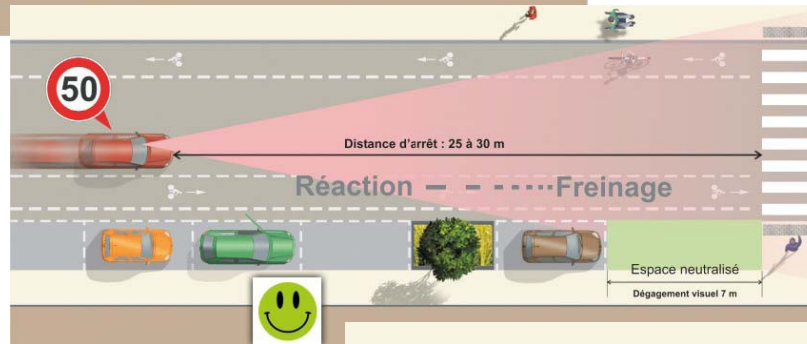 50
Distance d'arrêt : 25 à 30 m
Réaction Freinage
Espace neutralisé
Dégagement visuel 7 m